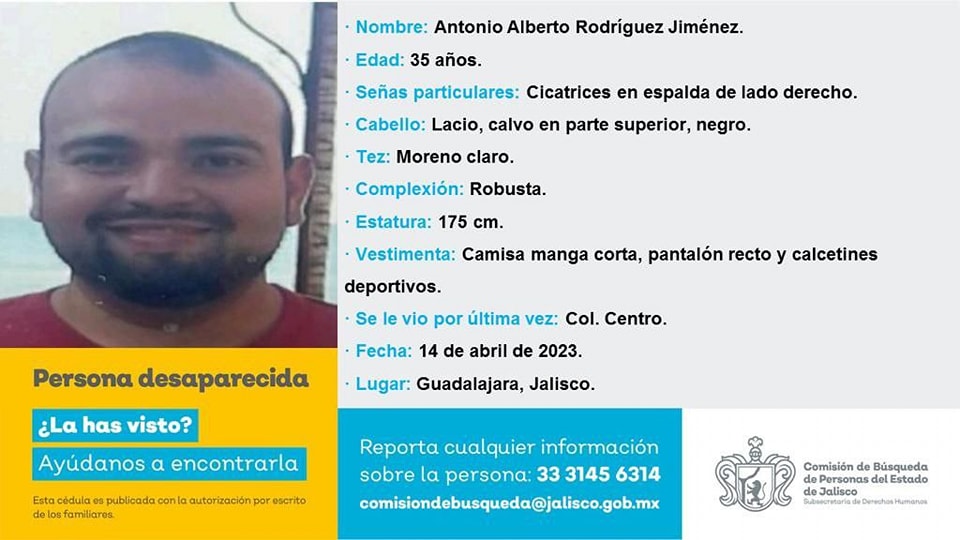 · Nombre: Antonio Alberto Rodríguez Jiménez.
· Edad: 35 años.
· Señas particulares: Cicatrices en espalda de lado derecho.
· Cabello: Lacio, calvo en parte superior, negro.
· Tez: Moreno claro.
· Complexión: Robusta.
· Estatura: 175 cm.
· Vestimenta: Camisa manga corta, pantalón recto y calcetines
deportivos.
· Se le vio por última vez: Col. Centro.
· Fecha: 14 de abril de 2023.
· Lugar: Guadalajara, Jalisco.
Persona desaparecida
¿La has visto?
Ayúdanos a encontrarla
Esta cédula es publicada con la autorización por escrito
de los familiares.
Reporta cualquier información
sobre la persona: 33 3145 6314
comisiondebusqueda@jalisco.gob.mx
Comisión de Búsqueda
de Personas del Estado
de Jalisco
Subsecretaría de Derechos Humanos